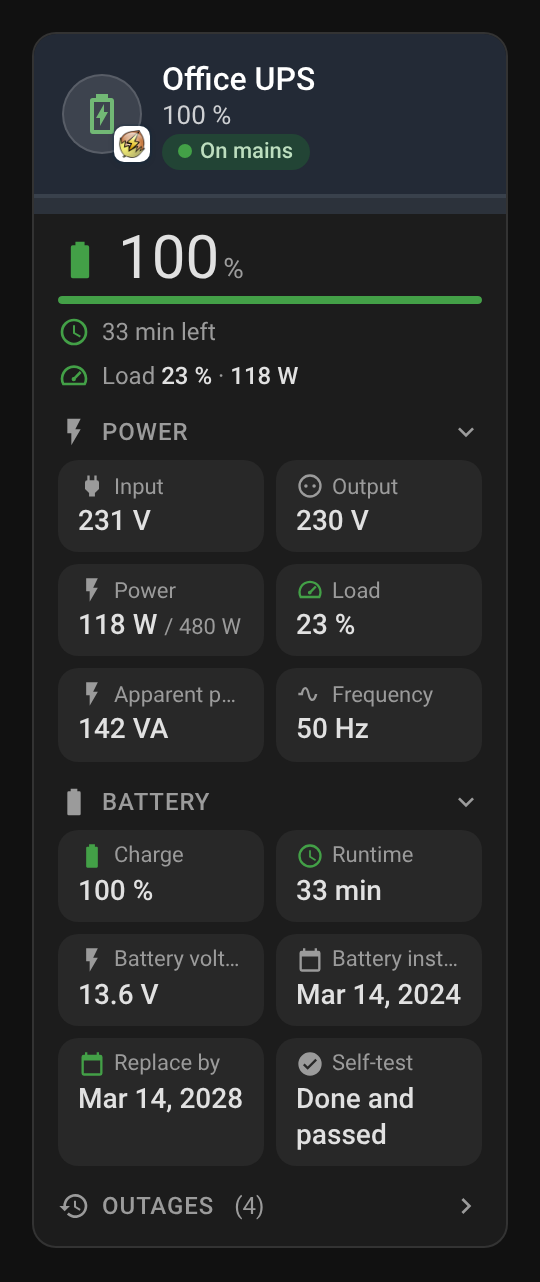 Office UPS
100 %
On mains
100 %
33 min left
Load 23 % · 118 W
POWER
Input
231 V
Output
230 V
Power
118 W / 480 W
Load
23 %
Apparent p...
142 VA
Frequency
50 Hz
BATTERY
Charge
100 %
Runtime
33 min
Battery volt...
13.6 V
Battery inst...
Mar 14, 2024
Replace by
Mar 14, 2028
Self-test
Done and
passed
OUTAGES (4)